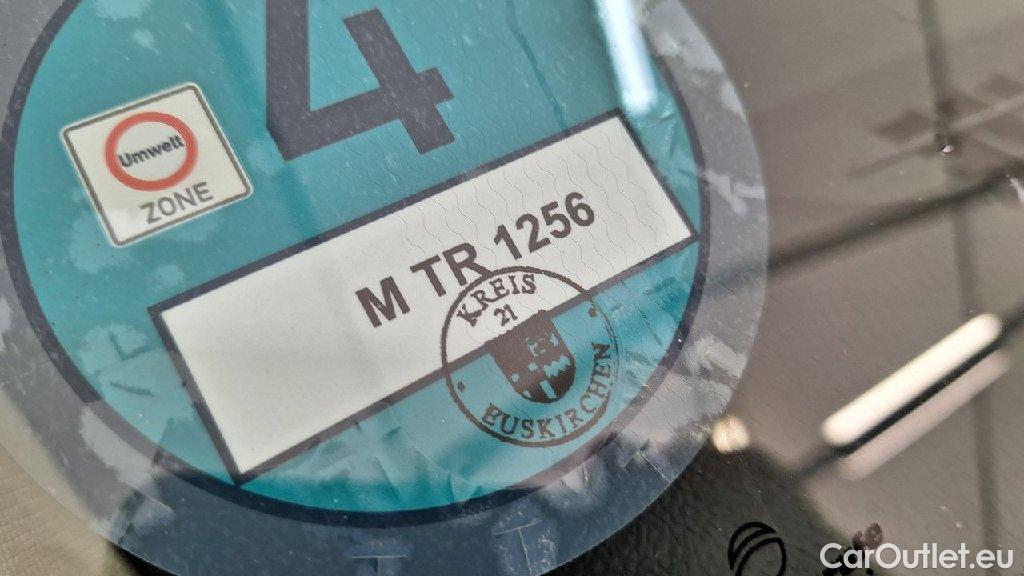 4
Umwelt
ZONE
M TR 1256
KREIS
21
EUSKIRCHEN
CarOutlet.eu